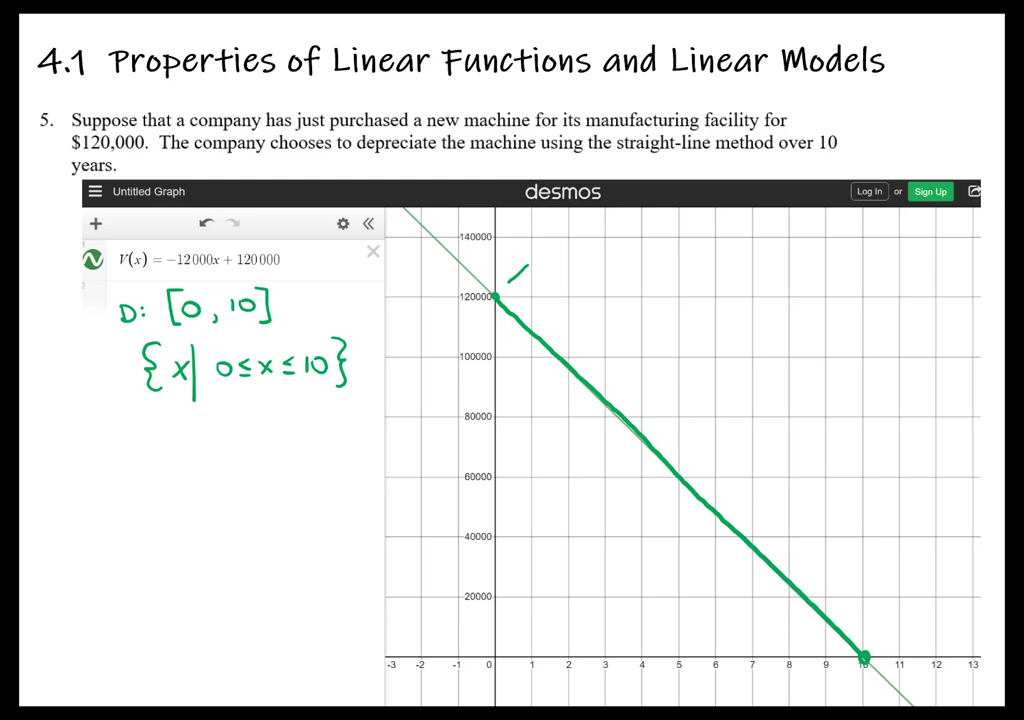 4.1 Properties of Linear Functions and Linear Models
5. Suppose that a company has just purchased a new machine for its manufacturing facility for
$120,000. The company chooses to depreciate the machine using the straight-line method over 10
years.
Untitled Graph
desmos
Log In or Sign Up
1
V(x) = −12000x + 120000
2
D: [0, 10]
{x| 0≤x≤10}
140000
120000
100000
80000
60000
40000
20000
-3 -2 -1 0 1 2 3 4 5 6 7 8 9 10 11 12 13